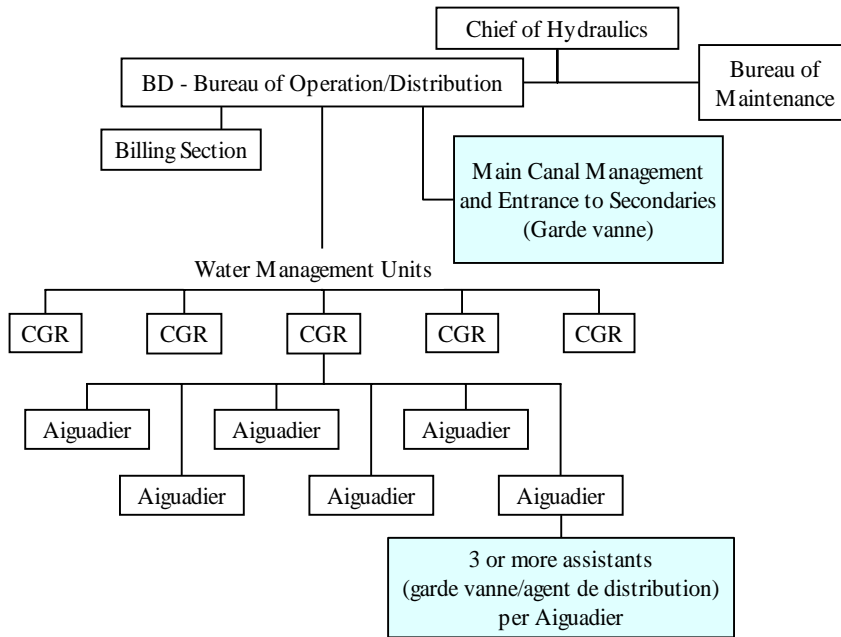 Chief of Hydraulics
BD - Bureau of Operation/Distribution
Bureau of
Maintenance
Billing Section
Main Canal Management
and Entrance to Secondaries
(Garde vanne)
Water Management Units
CGR
CGR
CGR
CGR
CGR
Aiguadier
Aiguadier
Aiguadier
Aiguadier
Aiguadier
Aiguadier
3 or more assistants
(garde vanne/agent de distribution)
per Aiguadier